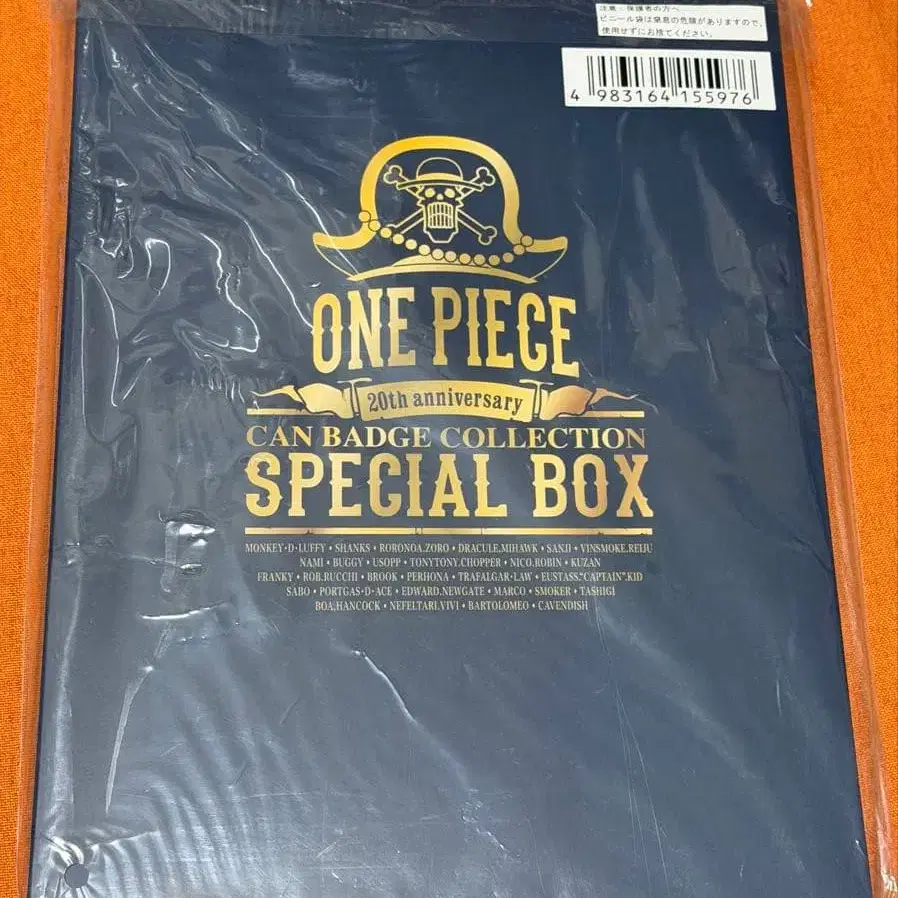 注意:保護者の方へ
ビニール袋は窒息の危険がありますので、
使用せずにお捨てください。
4 983164 155976
ONE PIECE
20th anniversary
CAN BADGE COLLECTION
SPECIAL BOX
MONKEY・D・LUFFY • SHANKS • RORONOA.ZORO • DRACULE.MIHAWK • SANJI • VINSMOKE.REIJU
NAMI • BUGGY • USOPP • TONYTONY.CHOPPER • NICO.ROBIN • KUZAN
FRANKY • ROB.RUCCHI • BROOK • PERHONA • TRAFALGAR・LAW • EUSTASS."CAPTAIN".KID
SABO • PORTGAS・D・ACE • EDWARD.NEWGATE • MARCO • SMOKER • TASHIGI
BOA.HANCOCK • NEFELTARI.VIVI • BARTOLOMEO • CAVENDISH